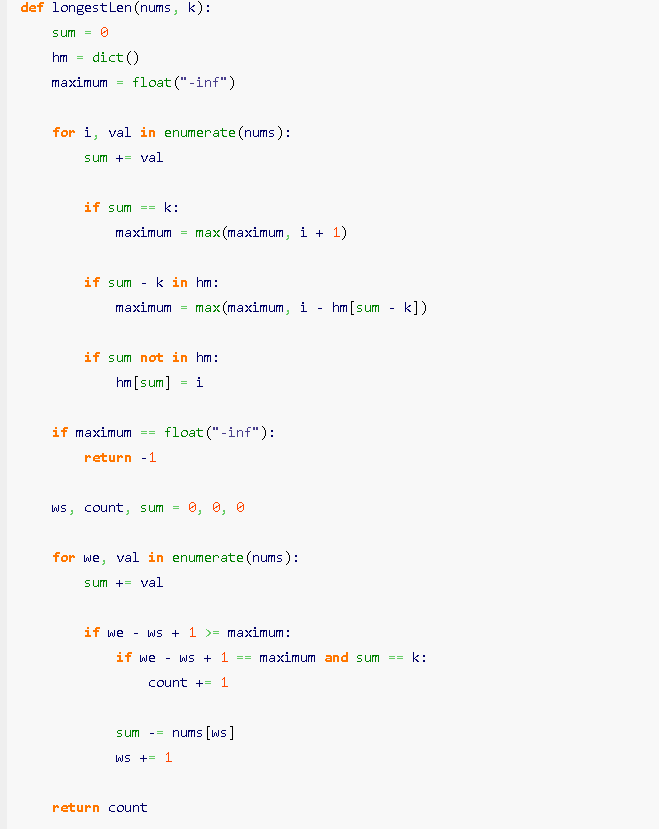 def longestLen(nums, k):
    sum = 0
    hm = dict()
    maximum = float("-inf")

    for i, val in enumerate(nums):
        sum += val

        if sum == k:
            maximum = max(maximum, i + 1)

        if sum - k in hm:
            maximum = max(maximum, i - hm[sum - k])

        if sum not in hm:
            hm[sum] = i

    if maximum == float("-inf"):
        return -1

    ws, count, sum = 0, 0, 0

    for we, val in enumerate(nums):
        sum += val

        if we - ws + 1 >= maximum:
            if we - ws + 1 == maximum and sum == k:
                count += 1

            sum -= nums[ws]
            ws += 1

    return count